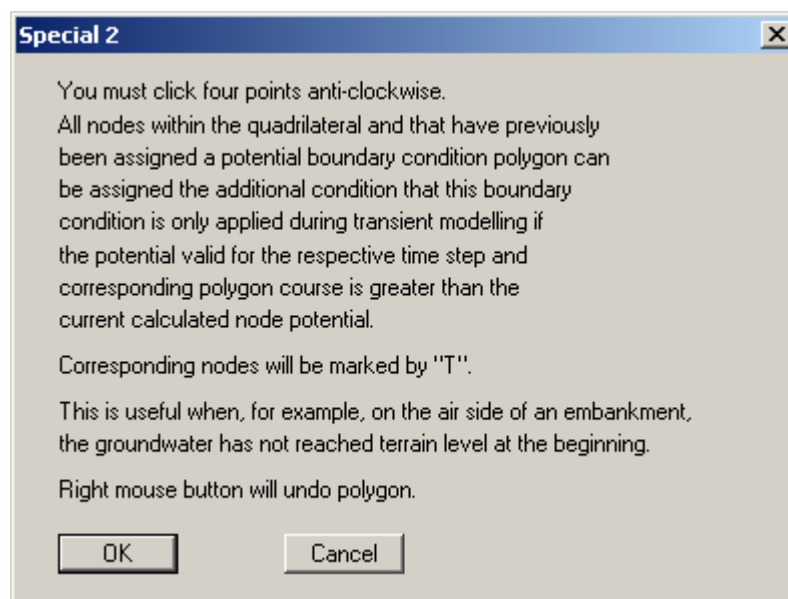 Special 2
You must click four points anti-clockwise.
All nodes within the quadrilateral and that have previously
been assigned a potential boundary condition polygon can
be assigned the additional condition that this boundary
condition is only applied during transient modelling if
the potential valid for the respective time step and
corresponding polygon course is greater than the
current calculated node potential.
Corresponding nodes will be marked by "T".
This is useful when, for example, on the air side of an embankment,
the groundwater has not reached terrain level at the beginning.
Right mouse button will undo polygon.
OK Cancel